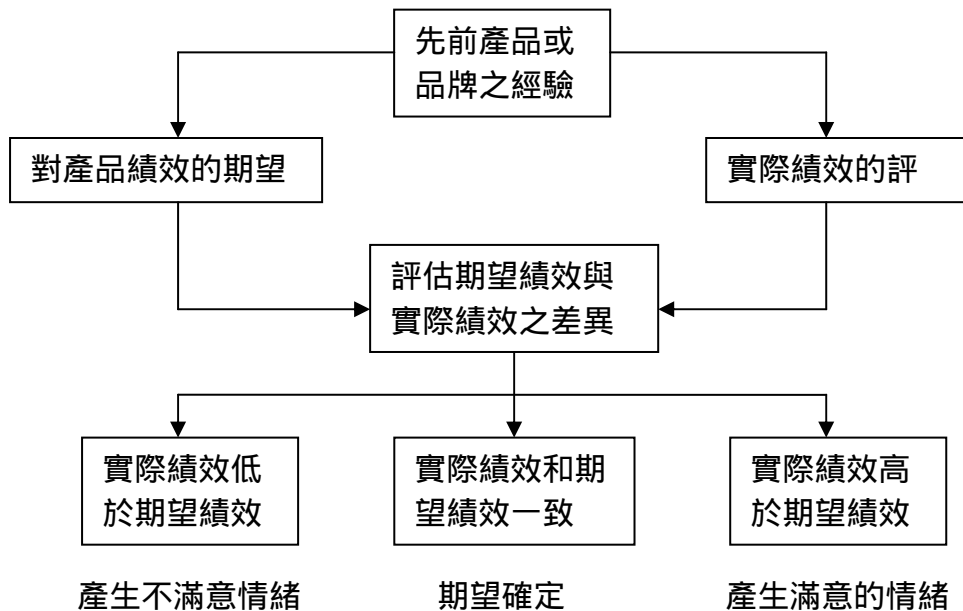 先前產品或
品牌之經驗
對產品績效的期望
實際績效的評
評估期望績效與
實際績效之差異
實際績效低
於期望績效
實際績效和期
望績效一致
實際績效高
於期望績效
產生不滿意情緒
期望確定
產生滿意的情緒